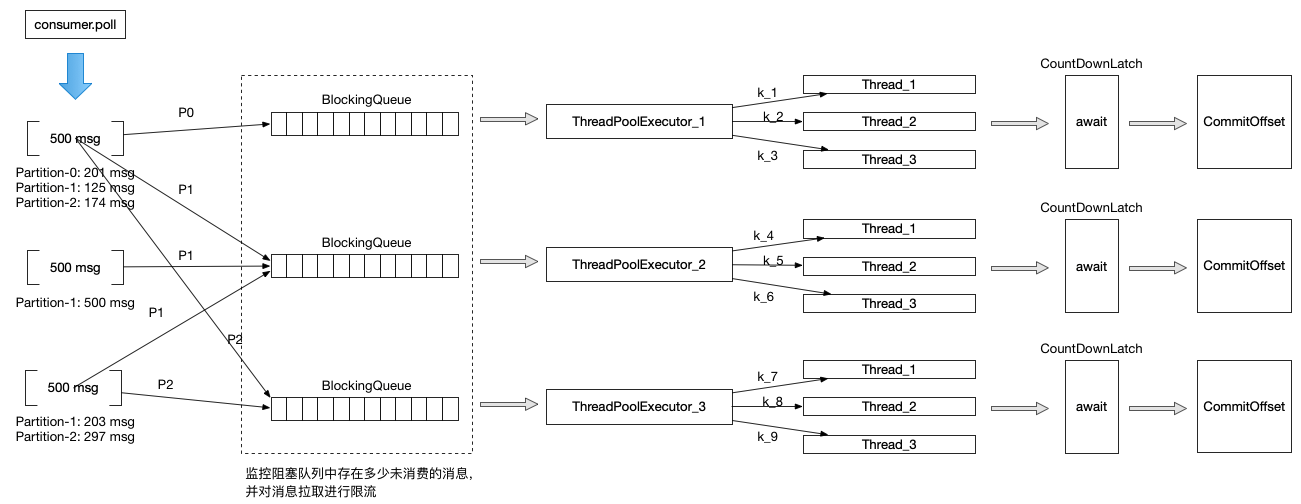 consumer.poll
500 msg
Partition-0: 201 msg
Partition-1: 125 msg
Partition-2: 174 msg
500 msg
Partition-1: 500 msg
500 msg
Partition-1: 203 msg
Partition-2: 297 msg
P0
P1
P1
P1
P2
P2
BlockingQueue
BlockingQueue
BlockingQueue
监控阻塞队列中存在多少未消费的消息,
并对消息拉取进行限流
ThreadPoolExecutor_1
k_1
k_2
k_3
Thread_1
Thread_2
Thread_3
CountDownLatch
await
CommitOffset
ThreadPoolExecutor_2
k_4
k_5
k_6
Thread_1
Thread_2
Thread_3
CountDownLatch
await
CommitOffset
ThreadPoolExecutor_3
k_7
k_8
k_9
Thread_1
Thread_2
Thread_3
CountDownLatch
await
CommitOffset